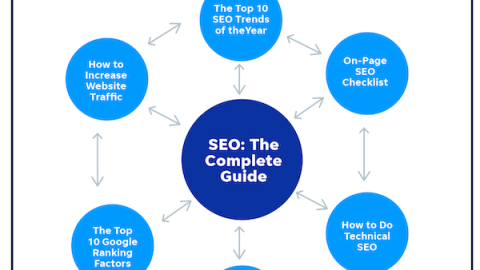 The Top 10
SEO Trends
of theYear
How to
Increase
Website
Traffic
On-Page
SEO
Checklist
SEO: The
Complete
Guide
The Top
10 Google
Ranking
Factors
How to Do
Technical
SEO